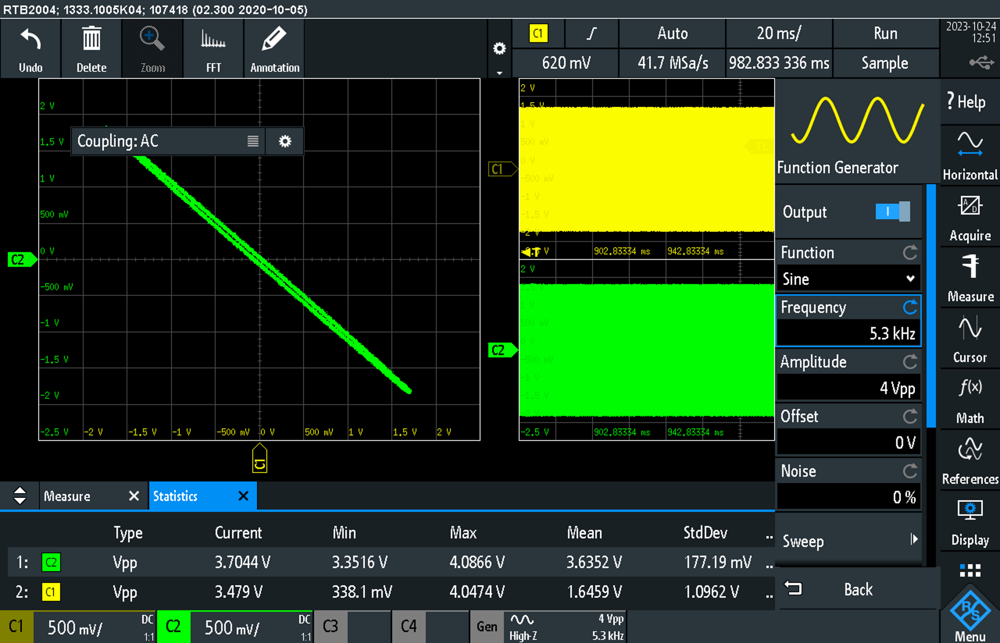 RTB2004; 1333.1005K04; 107418 (02.300 2020-10-05)
Undo
Delete
Zoom
FFT
Annotation
C1
Auto
20 ms/
Run
620 mV
41.7 MSa/s
982.833 336 ms
Sample
2023-10-24
12:51
2 V
1.5 V
1 V
500 mV
0 V
-500 mV
-1 V
-1.5 V
-2 V
-2.5 V
-2 V
-1.5 V
-1 V
-500 mV
0 V
500 mV
1 V
1.5 V
2 V
Coupling: AC
C2
C1
2 V
1.5 V
1 V
500 mV
0 V
-500 mV
-1 V
-1.5 V
-2 V
TL
C1
902.83334 ms
942.83334 ms
2 V
1.5 V
1 V
500 mV
0 V
-500 mV
-1 V
-1.5 V
-2 V
-2.5 V
902.83334 ms
942.83334 ms
C2
Function Generator
Output
Function
Sine
Frequency
5.3 kHz
Amplitude
4 Vpp
Offset
0 V
Noise
0 %
Sweep
Back
? Help
Horizontal
Acquire
Measure
Cursor
f(x)
Math
References
Display
R S
Menu
Measure
Statistics
Type Current Min Max Mean StdDev ..
1: C2 Vpp 3.7044 V 3.3516 V 4.0866 V 3.6352 V 177.19 mV ..
2: C1 Vpp 3.479 V 338.1 mV 4.0474 V 1.6459 V 1.0962 V ..
C1 500 mV/ DC 1:1
C2 500 mV/ DC 1:1
C3
C4
Gen High-Z 4 Vpp 5.3 kHz